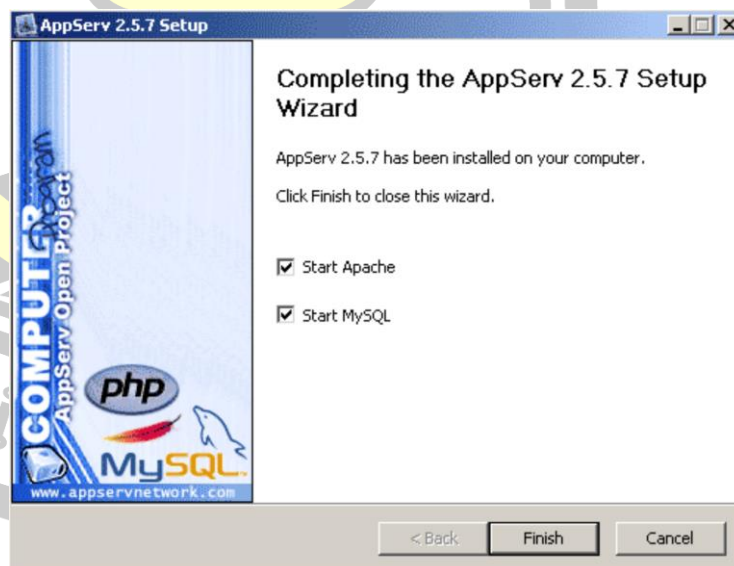 AppServ 2.5.7 Setup
Completing the AppServ 2.5.7 Setup
Wizard
AppServ 2.5.7 has been installed on your computer.
Click Finish to close this wizard.
Start Apache
Start MySQL
COMPUTER
Program
AppServ Open Project
php
MySQL
www.appservnetwork.com
< Back
Finish
Cancel